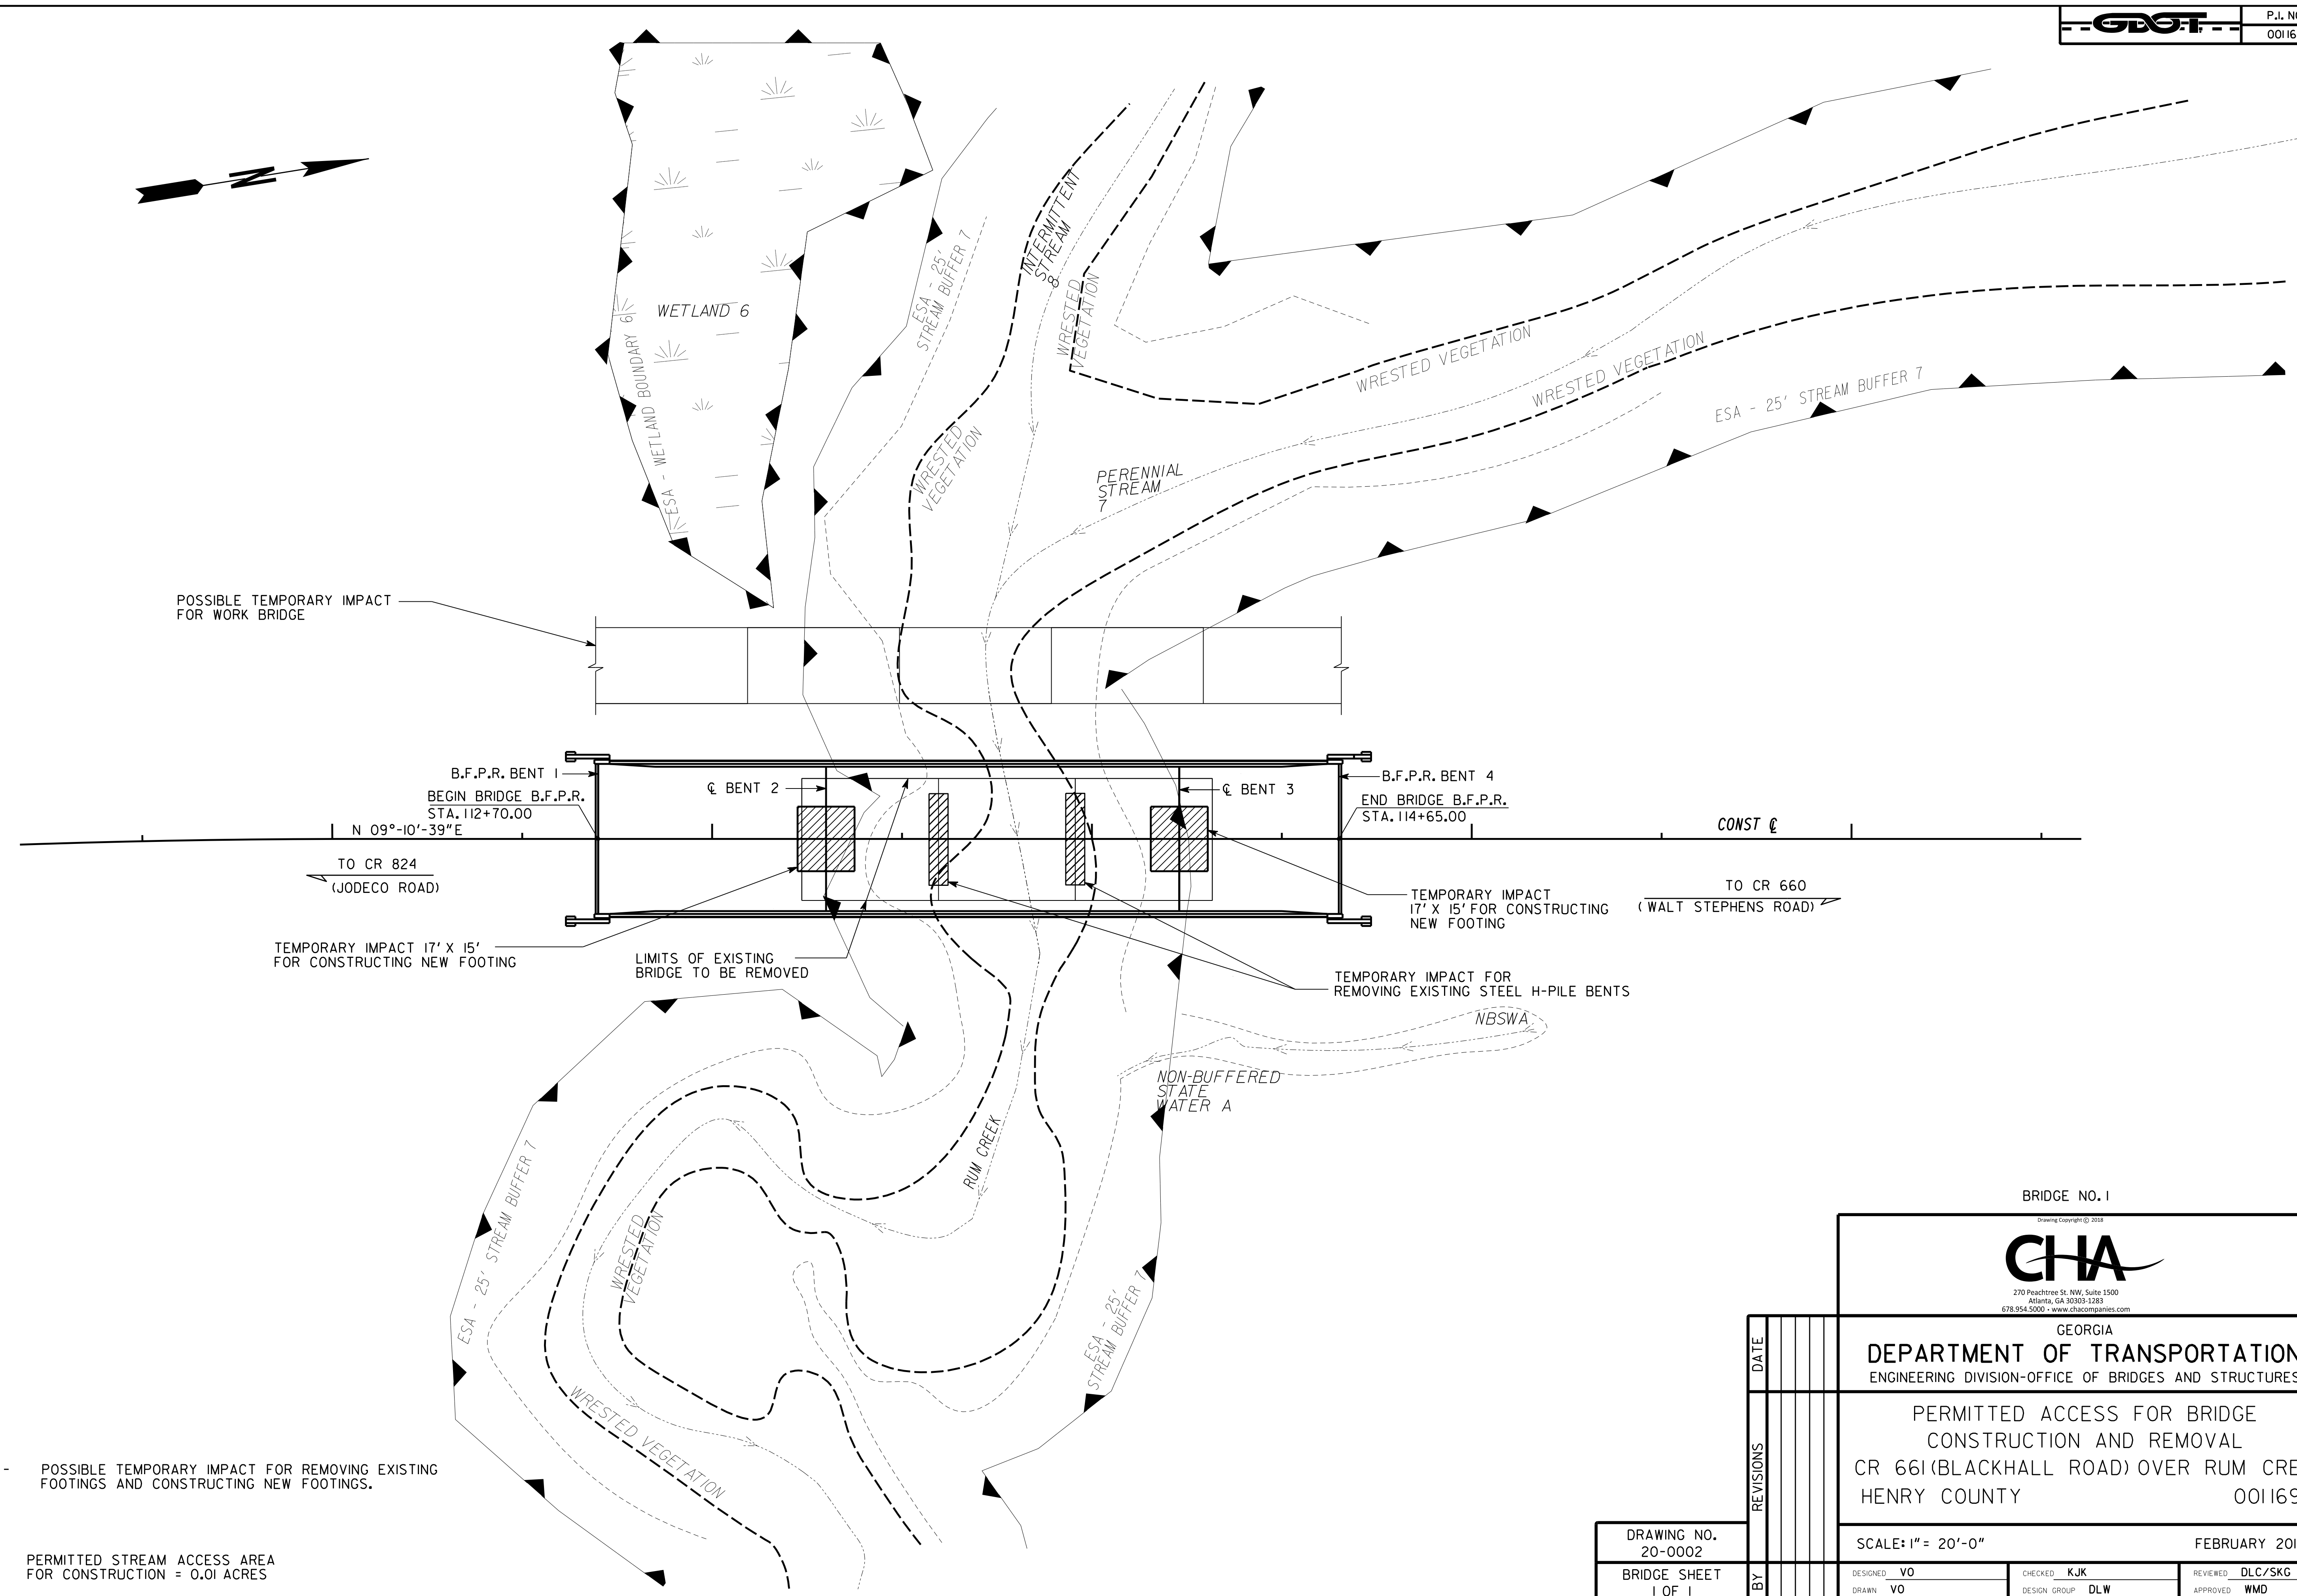 GDOT
P.I. N
00116
N
INTERMITTENT
STREAM
S8
ESA - 25'
STREAM BUFFER 7
WRESTED
VEGETATION
WETLAND 6
ESA - WETLAND BOUNDARY 6
WRESTED VEGETATION
WRESTED VEGETATION
ESA - 25' STREAM BUFFER 7
WRESTED
VEGETATION
PERENNIAL
STREAM
7
POSSIBLE TEMPORARY IMPACT
FOR WORK BRIDGE
B.F.P.R. BENT 1
BEGIN BRIDGE B.F.P.R.
STA. 112+70.00
N 09°-10'-39"E
℄ BENT 2
℄ BENT 3
B.F.P.R. BENT 4
END BRIDGE B.F.P.R.
STA. 114+65.00
CONST ℄
TO CR 824
(JODECO ROAD)
TO CR 660
(WALT STEPHENS ROAD)
TEMPORARY IMPACT
17' X 15' FOR CONSTRUCTING
NEW FOOTING
TEMPORARY IMPACT 17' X 15'
FOR CONSTRUCTING NEW FOOTING
LIMITS OF EXISTING
BRIDGE TO BE REMOVED
TEMPORARY IMPACT FOR
REMOVING EXISTING STEEL H-PILE BENTS
NBSWA
NON-BUFFERED
STATE
WATER A
RUM CREEK
ESA - 25' STREAM BUFFER 7
WRESTED
VEGETATION
ESA - 25'
STREAM BUFFER 7
WRESTED VEGETATION
- POSSIBLE TEMPORARY IMPACT FOR REMOVING EXISTING
FOOTINGS AND CONSTRUCTING NEW FOOTINGS.
PERMITTED STREAM ACCESS AREA
FOR CONSTRUCTION = 0.01 ACRES
BRIDGE NO. 1
Drawing Copyright © 2018
CHA
270 Peachtree St. NW, Suite 1500
Atlanta, GA 30303-1283
678.954.5000 • www.chacompanies.com
GEORGIA
DEPARTMENT OF TRANSPORTATION
ENGINEERING DIVISION-OFFICE OF BRIDGES AND STRUCTURES
PERMITTED ACCESS FOR BRIDGE
CONSTRUCTION AND REMOVAL
CR 661 (BLACKHALL ROAD) OVER RUM CRE
HENRY COUNTY 001169
SCALE: 1" = 20'-0" FEBRUARY 201
DATE
REVISIONS
BY
DRAWING NO.
20-0002
BRIDGE SHEET
1 OF 1
DESIGNED VO CHECKED KJK REVIEWED DLC/SKG
DRAWN VO DESIGN GROUP DLW APPROVED WMD